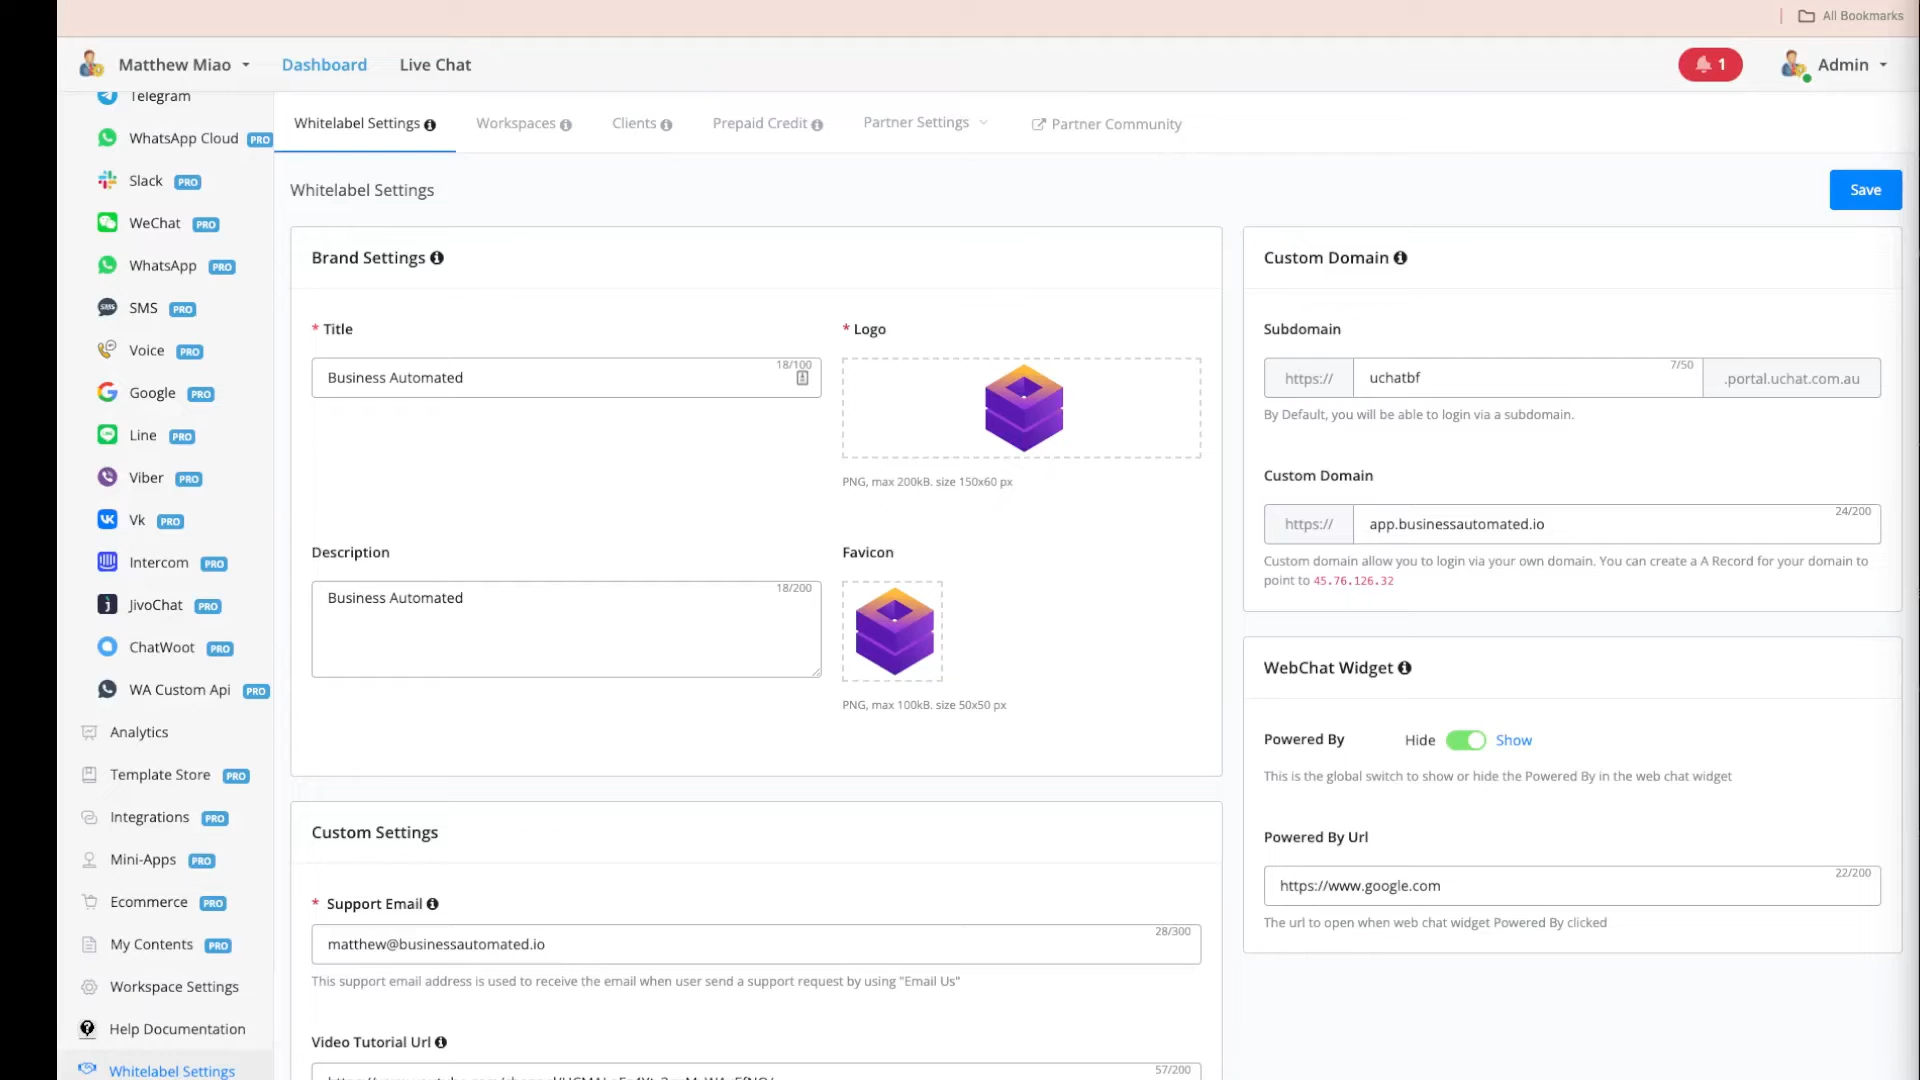 All Bookmarks
Matthew Miao
Dashboard
Live Chat
1
Admin
Telegram
WhatsApp Cloud PRO
Slack PRO
WeChat PRO
WhatsApp PRO
SMS PRO
Voice PRO
Google PRO
Line PRO
Viber PRO
Vk PRO
Intercom PRO
JivoChat PRO
ChatWoot PRO
WA Custom Api PRO
Analytics
Template Store PRO
Integrations PRO
Mini-Apps PRO
Ecommerce PRO
My Contents PRO
Workspace Settings
Help Documentation
Whitelabel Settings
Whitelabel Settings
Workspaces
Clients
Prepaid Credit
Partner Settings
Partner Community
Whitelabel Settings
Save
Brand Settings
* Title
18/100
Business Automated
* Logo
PNG, max 200kB. size 150x60 px
Description
18/200
Business Automated
Favicon
PNG, max 100kB. size 50x50 px
Custom Settings
* Support Email
28/300
matthew@businessautomated.io
This support email address is used to receive the email when user send a support request by using "Email Us"
Video Tutorial Url
57/200
Custom Domain
Subdomain
https://
uchatbf
7/50
.portal.uchat.com.au
By Default, you will be able to login via a subdomain.
Custom Domain
24/200
https://
app.businessautomated.io
Custom domain allow you to login via your own domain. You can create a A Record for your domain to
point to 45.76.126.32
WebChat Widget
Powered By
Hide
Show
This is the global switch to show or hide the Powered By in the web chat widget
Powered By Url
22/200
https://www.google.com
The url to open when web chat widget Powered By clicked